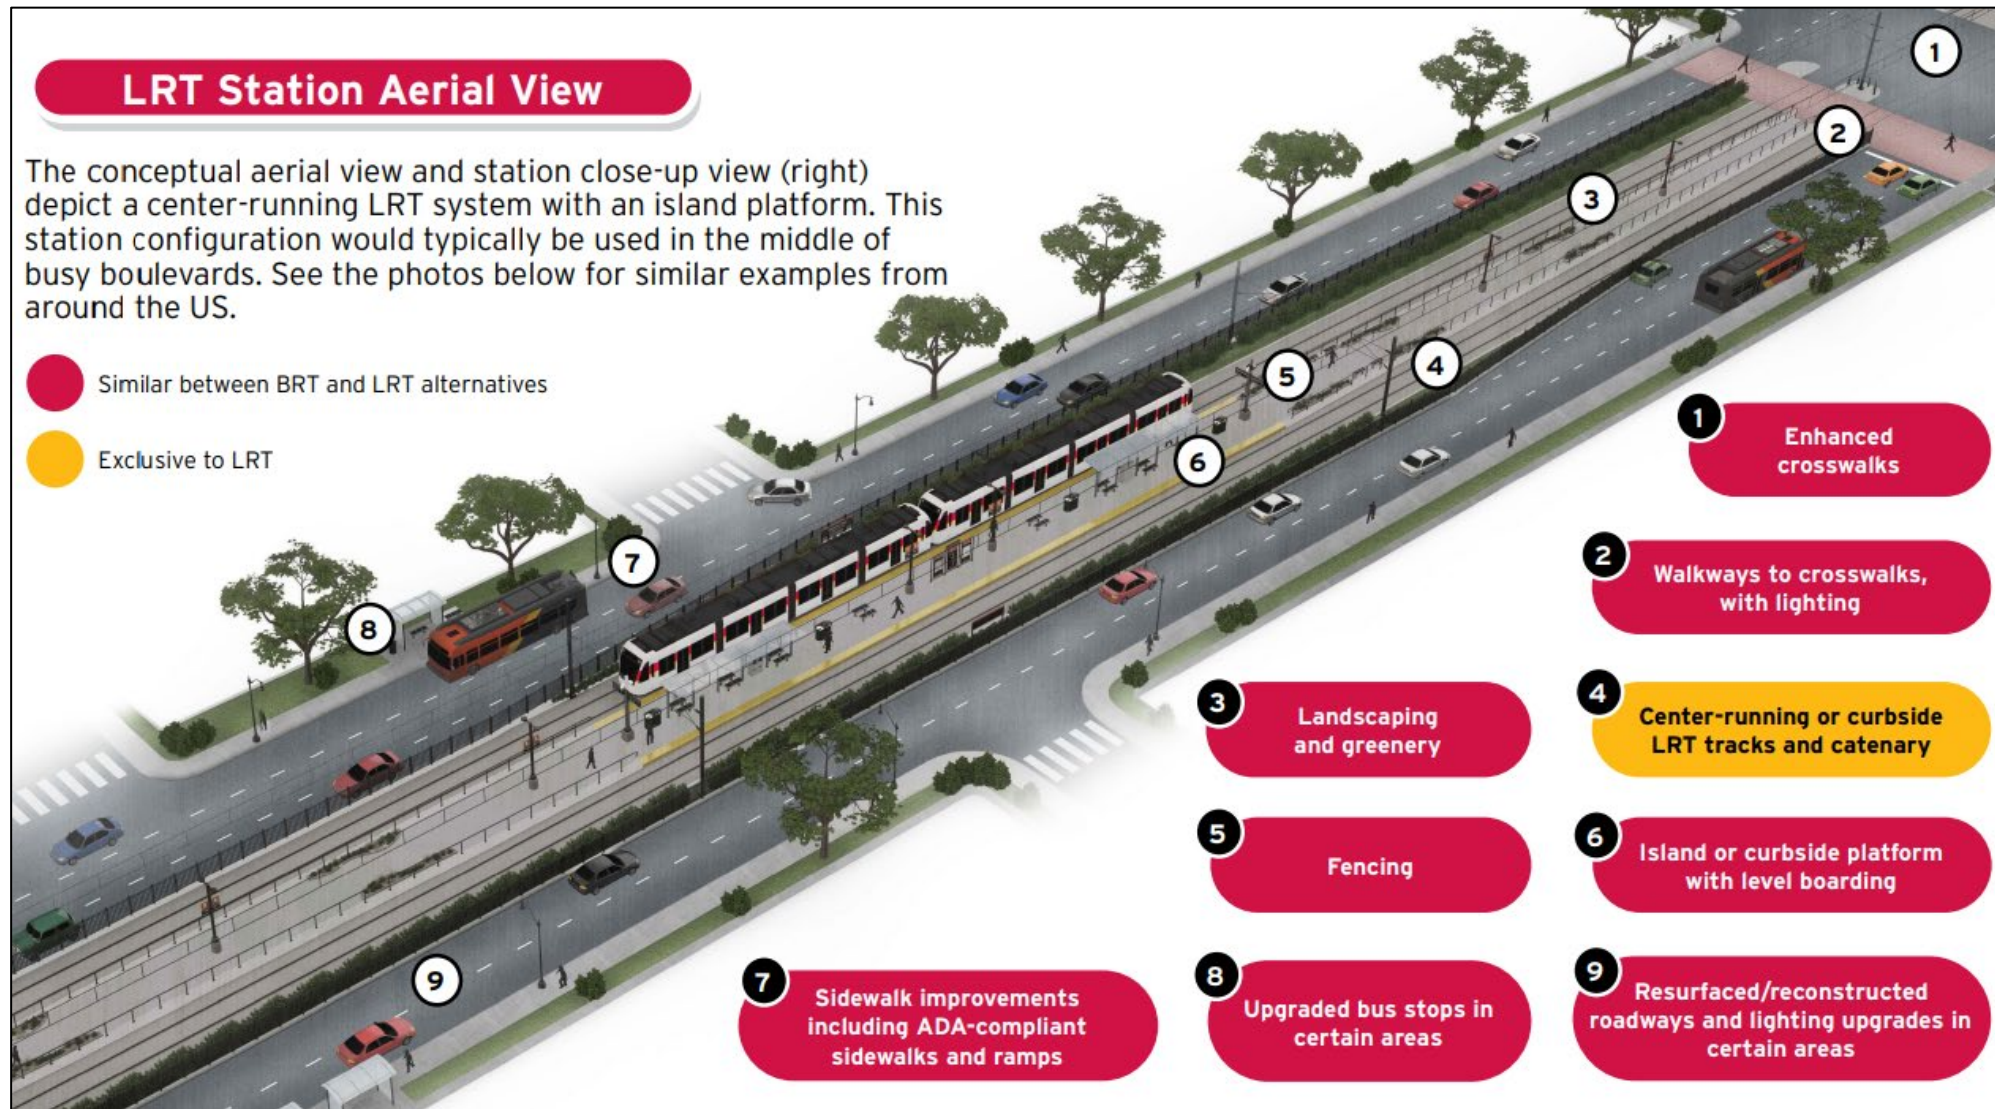 LRT Station Aerial View
The conceptual aerial view and station close-up view (right)
depict a center-running LRT system with an island platform. This
station configuration would typically be used in the middle of
busy boulevards. See the photos below for similar examples from
around the US.
Similar between BRT and LRT alternatives
Exclusive to LRT
1
2
3
4
5
6
7
8
9
1
Enhanced
crosswalks
2
Walkways to crosswalks,
with lighting
3
Landscaping
and greenery
4
Center-running or curbside
LRT tracks and catenary
5
Fencing
6
Island or curbside platform
with level boarding
7
Sidewalk improvements
including ADA-compliant
sidewalks and ramps
8
Upgraded bus stops in
certain areas
9
Resurfaced/reconstructed
roadways and lighting upgrades in
certain areas